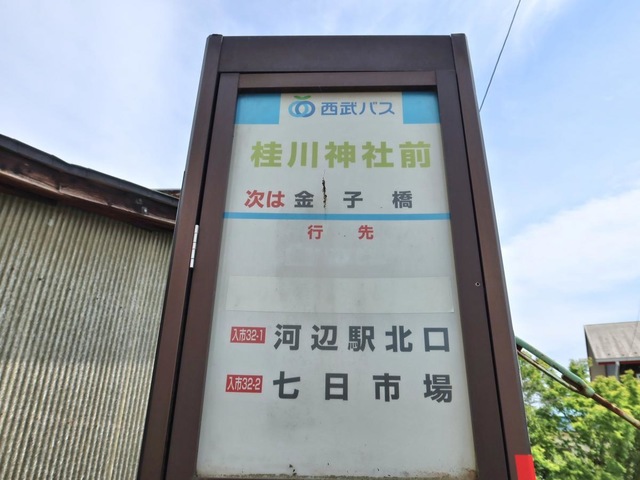 西武バス
桂川神社前
次は 金子橋
行先
入市32-1 河辺駅北口
入市32-2 七日市場